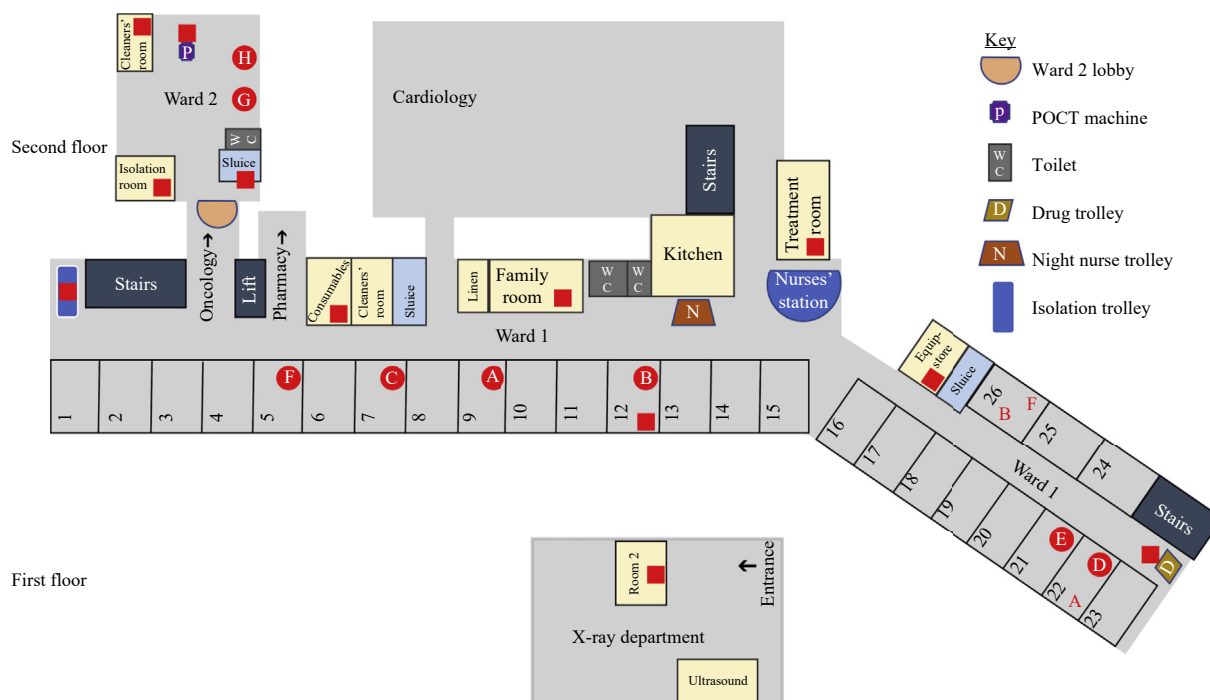 Cleaners’
room
P
H
G
Ward 2
W
C
Sluice
Isolation
room
Second floor
Cardiology
Stairs
Kitchen
Treatment
room
Nurses’
station
Key
Ward 2 lobby
p
POCT machine
W
C
Toilet
D
Drug trolley
N
Night nurse trolley
Isolation trolley
Stairs
Oncology→
Lift
Pharmacy→
Consumables
Cleaners’
room
Sluice
Linen
Family
room
W
C
W
C
N
Ward 1
1
2
3
4
5
F
6
7
C
8
9
A
10
11
12
B
13
14
15
Equip-
store
Sluice
26
B
F
25
24
Stairs
Ward 1
16
17
18
19
20
21
E
22
A
D
23
D
First floor
Room 2
←
Entrance
X-ray department
Ultrasound